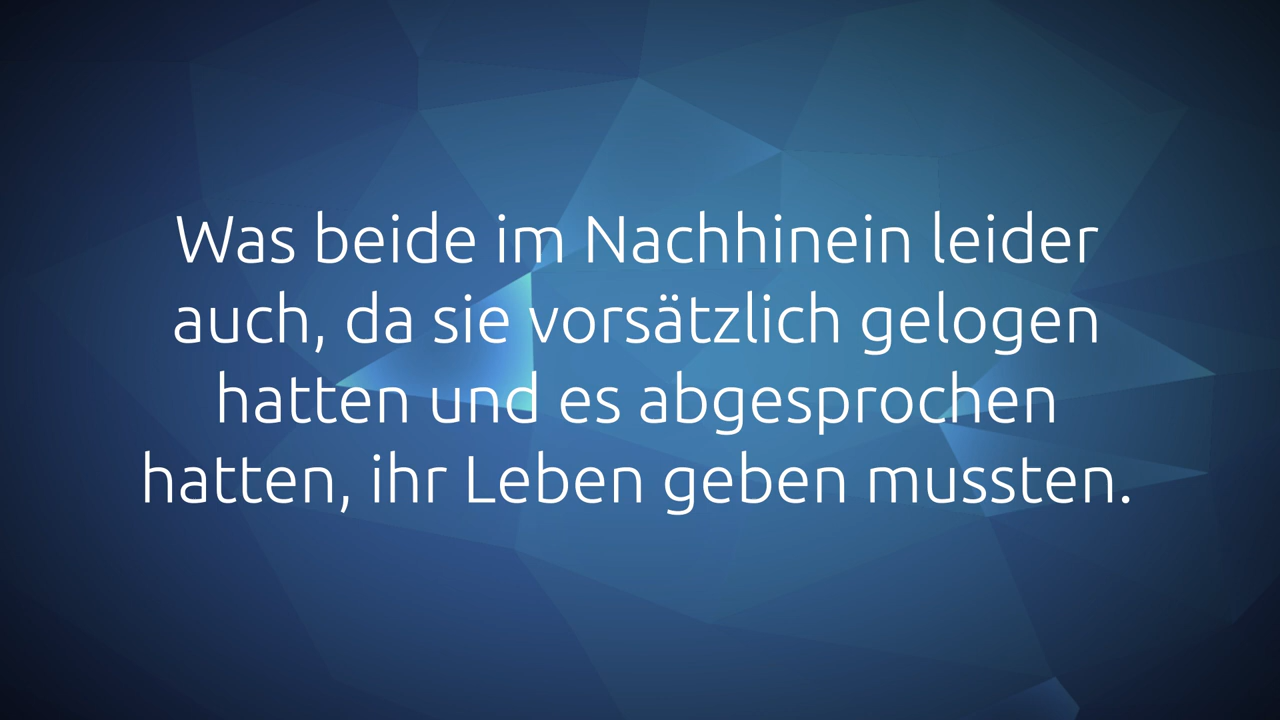 Was beide im Nachhinein leider
auch, da sie vorsätzlich gelogen
hatten und es abgesprochen
hatten, ihr Leben geben mussten.